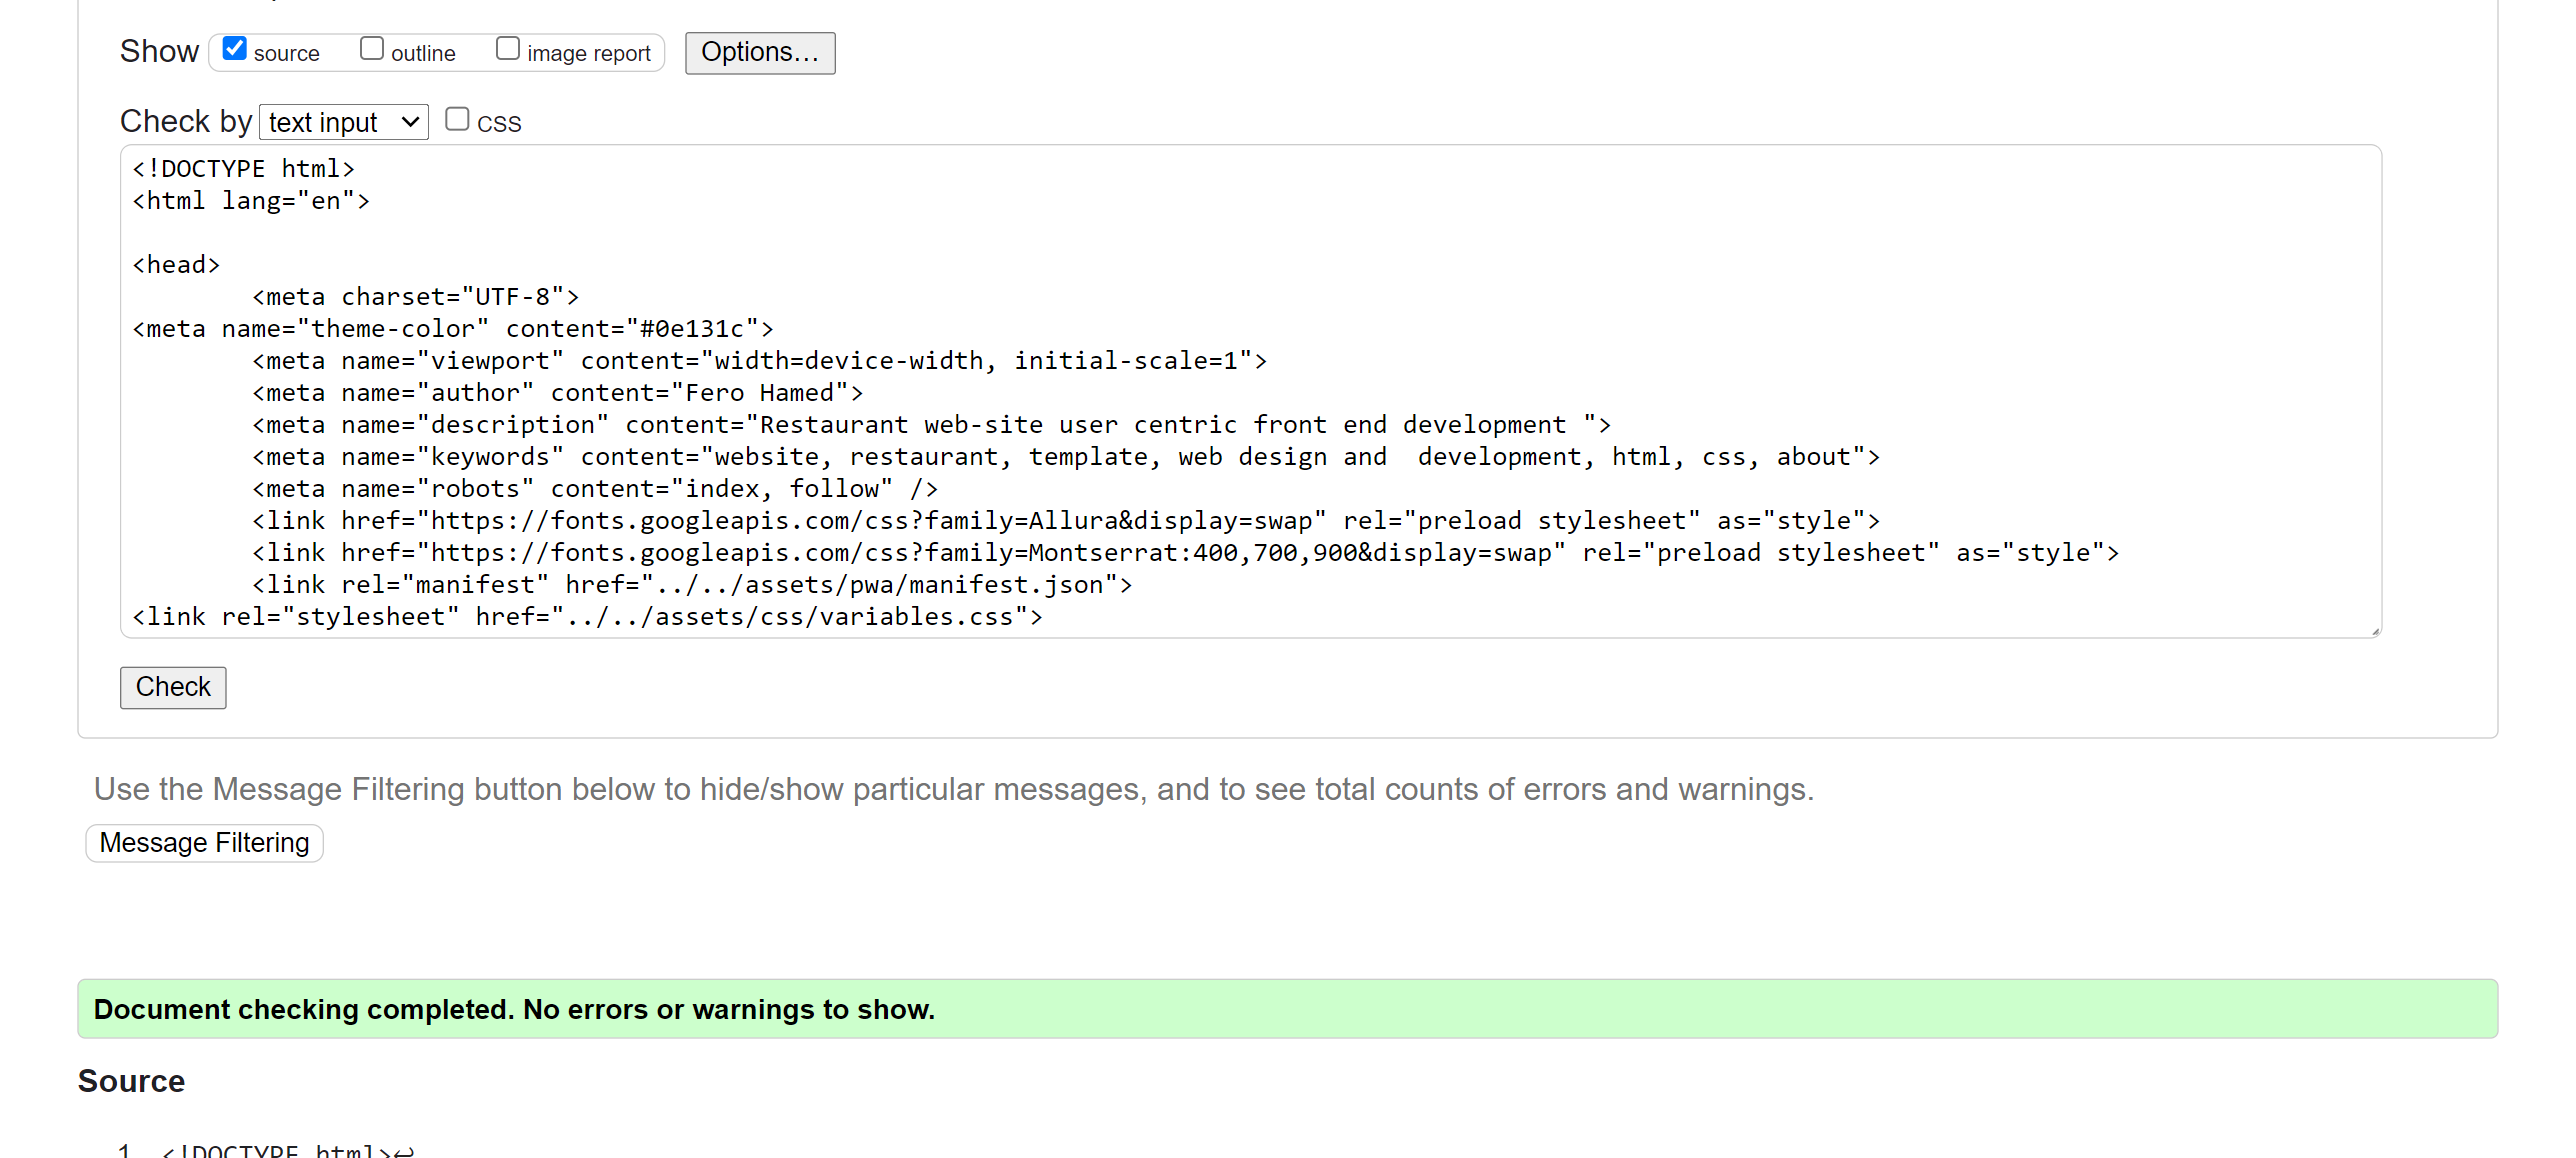 Show source outline image report Options...
Check by text input CSS
<!DOCTYPE html>
<html lang="en">
<head>
<meta charset="UTF-8">
<meta name="theme-color" content="#0e131c">
<meta name="viewport" content="width=device-width, initial-scale=1">
<meta name="author" content="Fero Hamed">
<meta name="description" content="Restaurant web-site user centric front end development ">
<meta name="keywords" content="website, restaurant, template, web design and  development, html, css, about">
<meta name="robots" content="index, follow" />
<link href="https://fonts.googleapis.com/css?family=Allura&display=swap" rel="preload stylesheet" as="style">
<link href="https://fonts.googleapis.com/css?family=Montserrat:400,700,900&display=swap" rel="preload stylesheet" as="style">
<link rel="manifest" href="../../assets/pwa/manifest.json">
<link rel="stylesheet" href="../../assets/css/variables.css">
Check
Use the Message Filtering button below to hide/show particular messages, and to see total counts of errors and warnings.
Message Filtering
Document checking completed. No errors or warnings to show.
Source
1 <!DOCTYPE html>↩